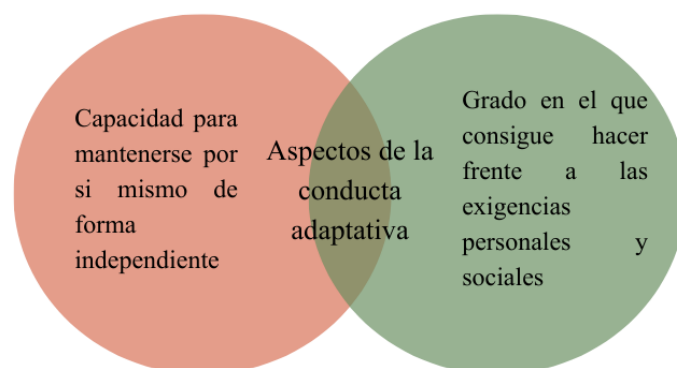 Capacidad para
mantenerse por
si mismo de
forma
independiente
Aspectos de la
conducta
adaptativa
Grado en el que
consigue hacer
frente a las
exigencias
personales y
sociales